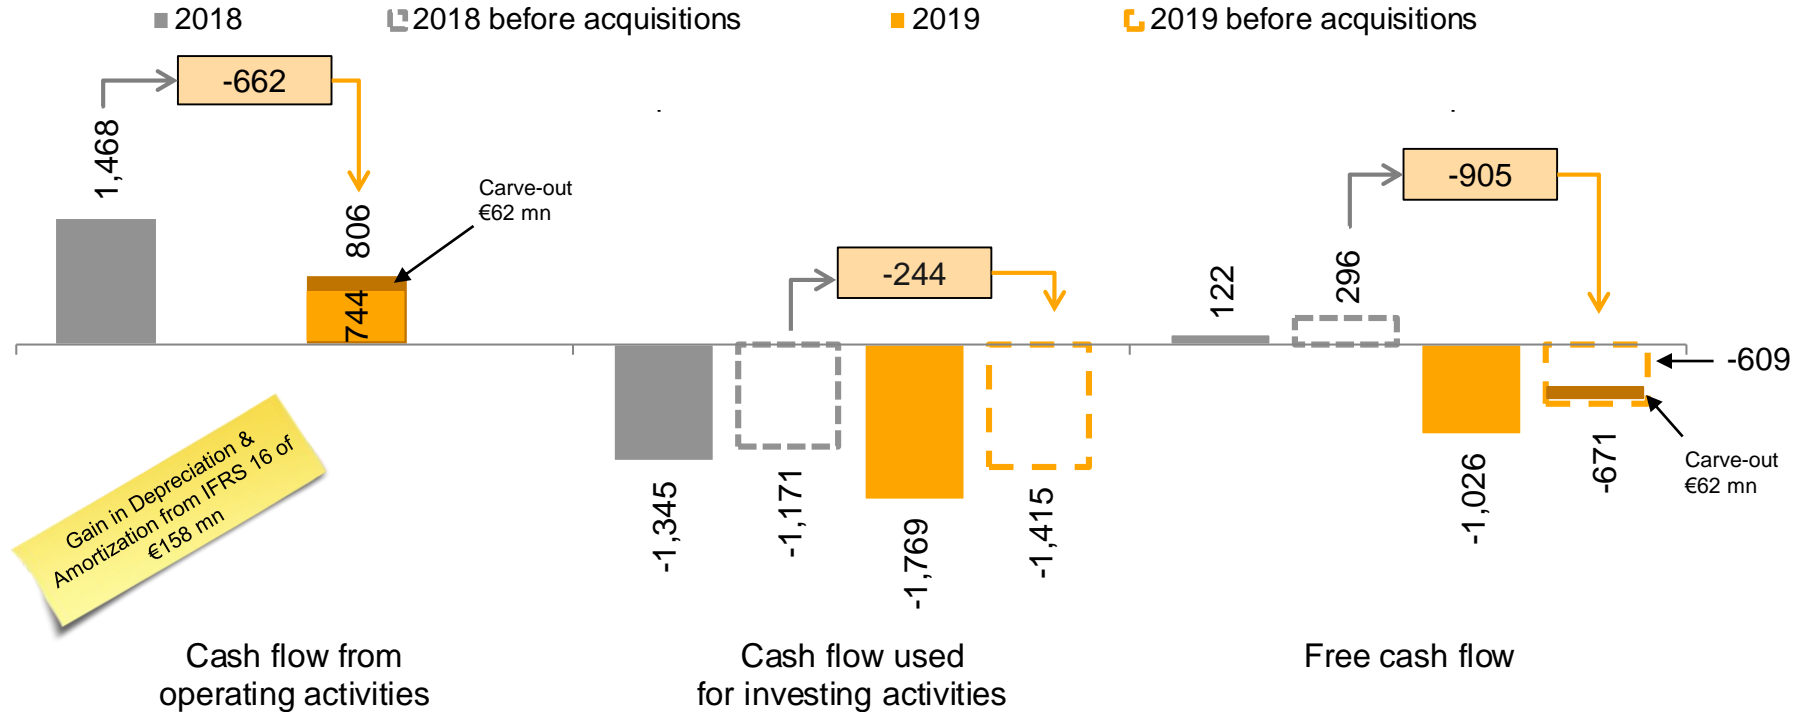 2018
2018 before acquisitions
2019
2019 before acquisitions
-662
1,468
806
744
Carve-out
€62 mn
Gain in Depreciation &
Amortization from IFRS 16 of
€158 mn
Cash flow from
operating activities
-244
-1,345
-1,171
-1,769
-1,415
Cash flow used
for investing activities
-905
122
296
-1,026
-671
-609
Carve-out
€62 mn
Free cash flow